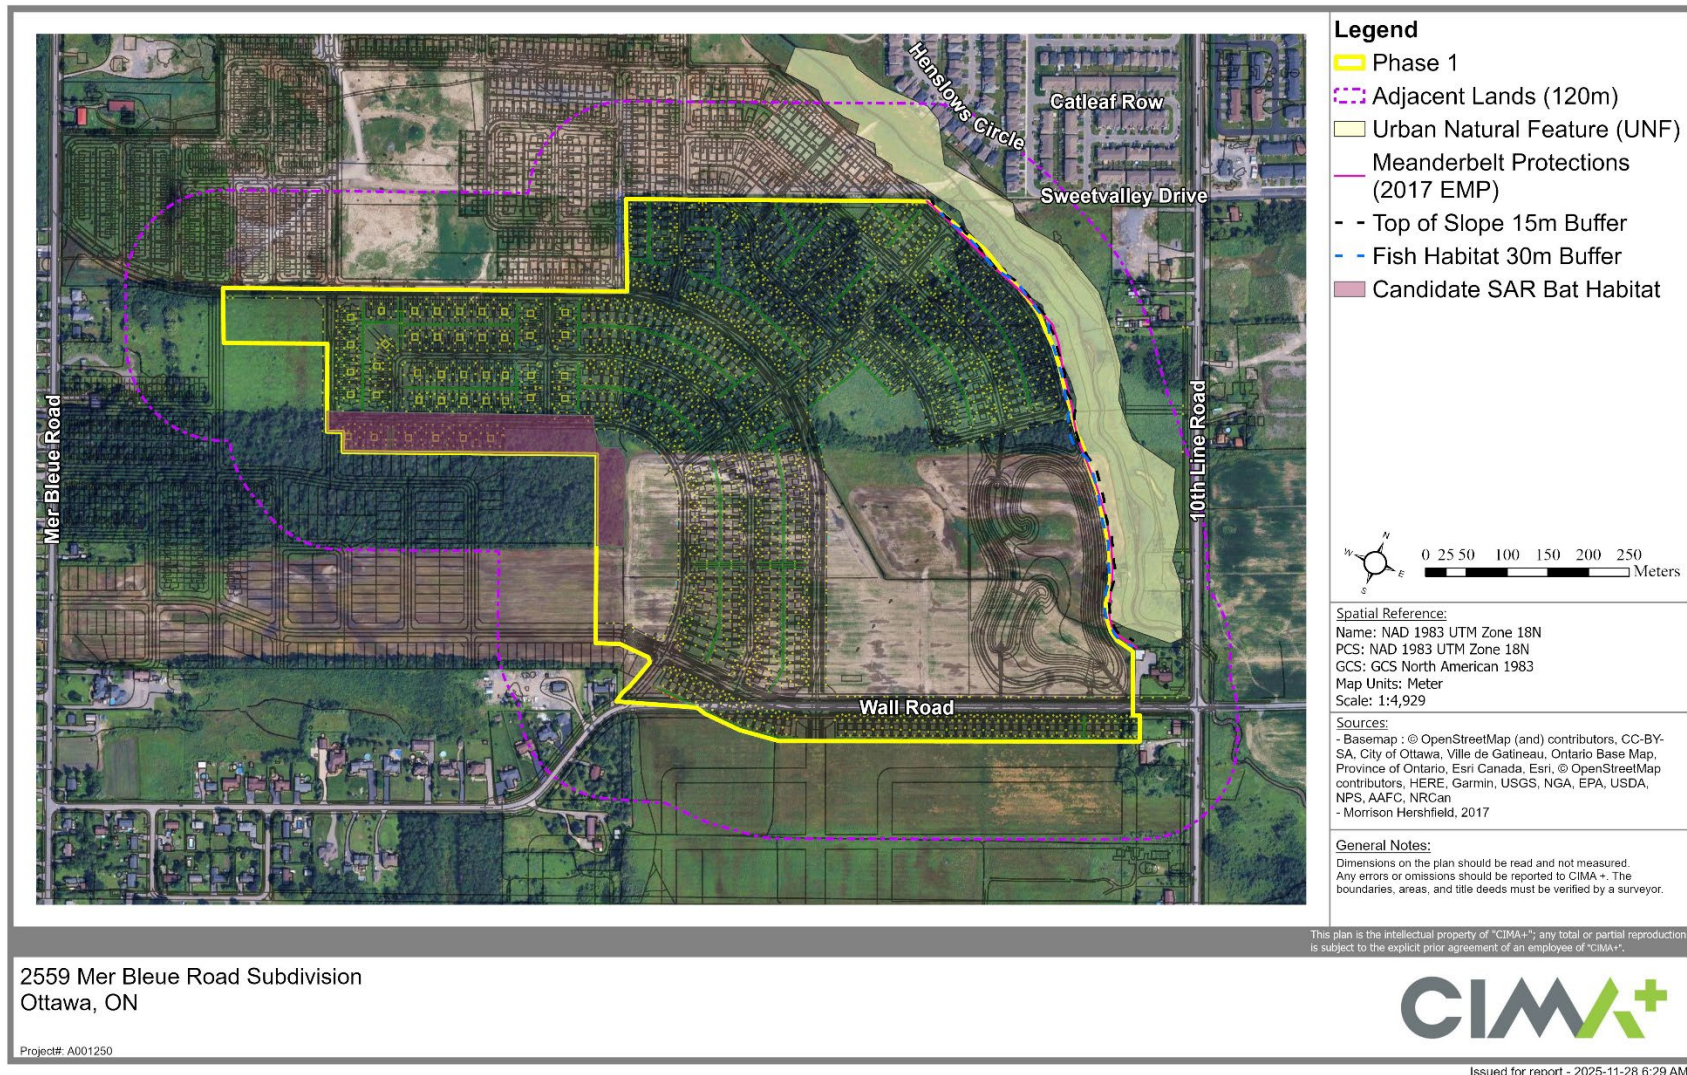 Henslows Circle
Catleaf Row
Sweetvalley Drive
Mer Bleue Road
10th Line Road
Wall Road
Legend
Phase 1
Adjacent Lands (120m)
Urban Natural Feature (UNF)
Meanderbelt Protections
(2017 EMP)
Top of Slope 15m Buffer
Fish Habitat 30m Buffer
Candidate SAR Bat Habitat
N
W
E
S
0 25 50 100 150 200 250
Meters
Spatial Reference:
Name: NAD 1983 UTM Zone 18N
PCS: NAD 1983 UTM Zone 18N
GCS: GCS North American 1983
Map Units: Meter
Scale: 1:4,929
Sources:
- Basemap : © OpenStreetMap (and) contributors, CC-BY-
SA, City of Ottawa, Ville de Gatineau, Ontario Base Map,
Province of Ontario, Esri Canada, Esri, © OpenStreetMap
contributors, HERE, Garmin, USGS, NGA, EPA, USDA,
NPS, AAFC, NRCan
- Morrison Hershfield, 2017
General Notes:
Dimensions on the plan should be read and not measured.
Any errors or omissions should be reported to CIMA +. The
boundaries, areas, and title deeds must be verified by a surveyor.
This plan is the intellectual property of "CIMA+"; any total or partial reproduction
is subject to the explicit prior agreement of an employee of "CIMA+".
2559 Mer Bleue Road Subdivision
Ottawa, ON
Project#: A001250
CIMA+
Issued for report - 2025-11-28 6:29 AM